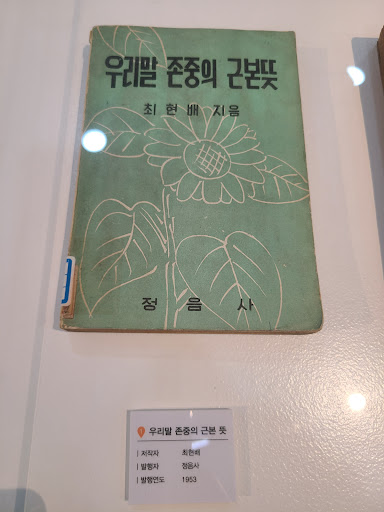 우리말 존중의 근본뜻
최현배 지음
정음사
우리말 존중의 근본 뜻
| 저작자 최현배
| 발행자 정음사
| 발행연도 1953